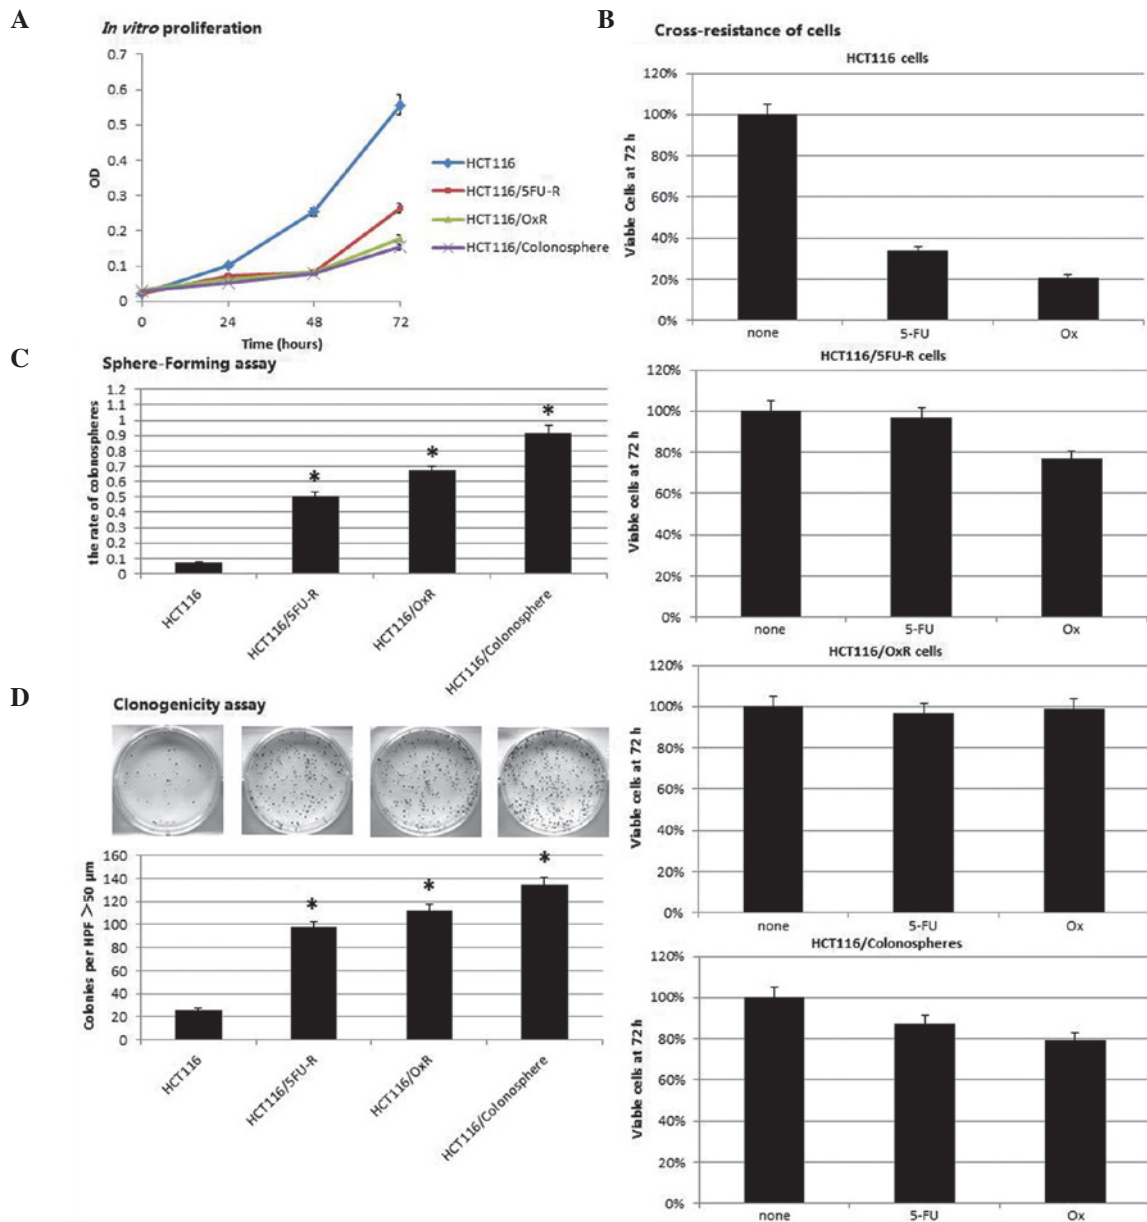 A
In vitro proliferation
0.7
0.6
0.5
0.4
0.3
0.2
0.1
0
OD
0
24
48
72
Time (hours)
HCT116
HCT116/5FU-R
HCT116/OxR
HCT116/Colonosphere
B
Cross-resistance of cells
HCT116 cells
120%
100%
80%
60%
40%
20%
0%
Viable Cells at 72 h
none
5-FU
Ox
HCT116/5FU-R cells
120%
100%
80%
60%
40%
20%
0%
Viable cells at 72 h
none
5-FU
Ox
HCT116/OxR cells
120%
100%
80%
60%
40%
20%
0%
Viable cells at 72 h
none
5-FU
Ox
HCT116/Colonospheres
120%
100%
80%
60%
40%
20%
0%
Viable cells at 72h
none
5-FU
Ox
C
Sphere-Forming assay
1.2
1.1
1
0.9
0.8
0.7
0.6
0.5
0.4
0.3
0.2
0.1
0
the rate of colonospheres
*
*
*
HCT116
HCT116/5FU-R
HCT116/OxR
HCT116/Colonosphere
D
Clonogenicity assay
160
140
120
100
80
60
40
20
0
Colonies per HPF >50 μm
*
*
*
HCT116
HCT116/5FU-R
HCT116/OxR
HCT116/Colonosphere